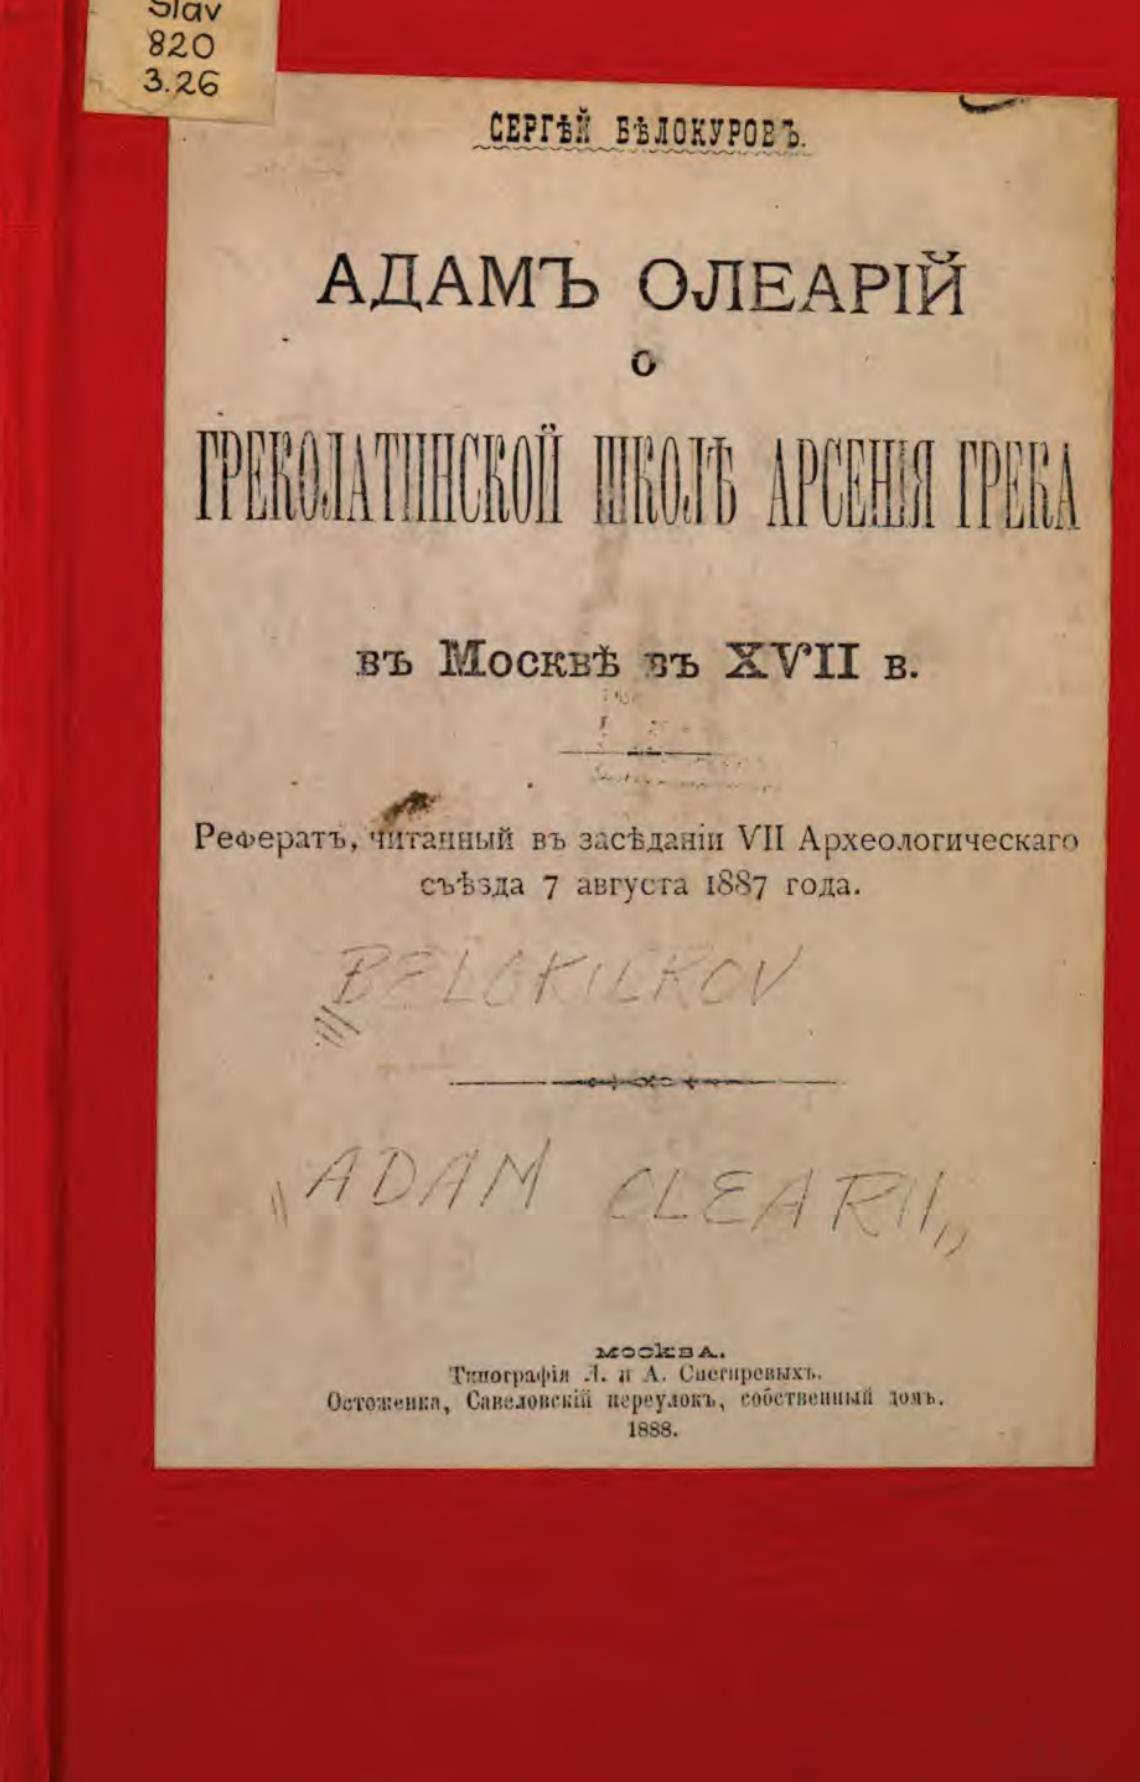 Slav
820
3.26
СЕРГѢЙ БѢЛОКУРОВЪ.
АДАМЪ ОЛЕАРІЙ
О
ГРЕКОЛАТИНСКОЙ ШКОЛѢ АРСЕНІЯ ГРЕКА
въ Москвѣ въ XVII в.
Рефератъ, читанный въ засѣданіи VII Археологическаго
съѣзда 7 августа 1887 года.
BELOKUROV
"ADAM OLEARII"
МОСКВА.
Типографія Л. и А. Снегиревыхъ.
Остоженка, Савеловскій переулокъ, собственный домъ.
1888.